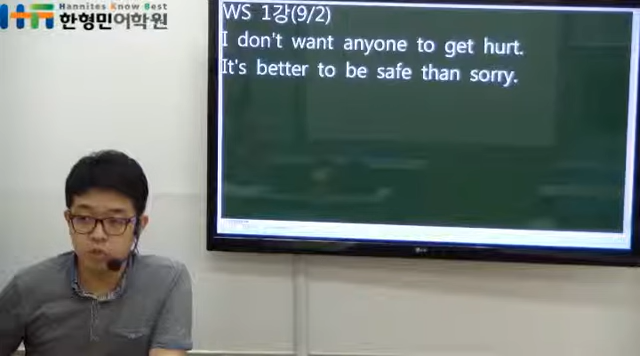 Hannites Know Best
한형민어학원
WS 1강(9/2)
I don't want anyone to get hurt.
It's better to be safe than sorry.
LG